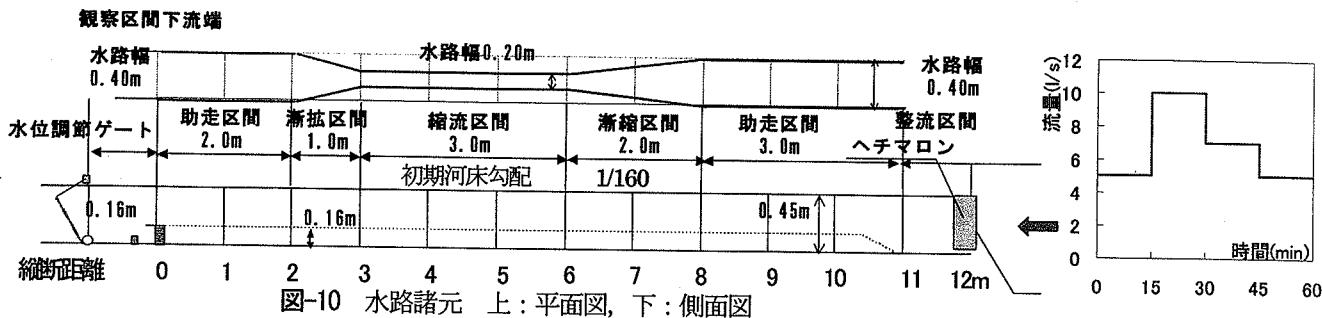 観察区間下流端
水路幅
0.40m
水路幅0.20m
水路幅
0.40m
水位調節ゲート
助走区間
2.0m
漸拡区間
1.0m
縮流区間
3.0m
漸縮区間
2.0m
助走区間
3.0m
整流区間
ヘチマロン
初期河床勾配 1/160
0.16m
0.16m
0.45m
縦断距離 0 1 2 3 4 5 6 7 8 9 10 11 12m
図-10 水路諸元 上:平面図, 下:側面図
流量(l/s)
12
10
8
6
4
2
0
時間(min)
0 15 30 45 60